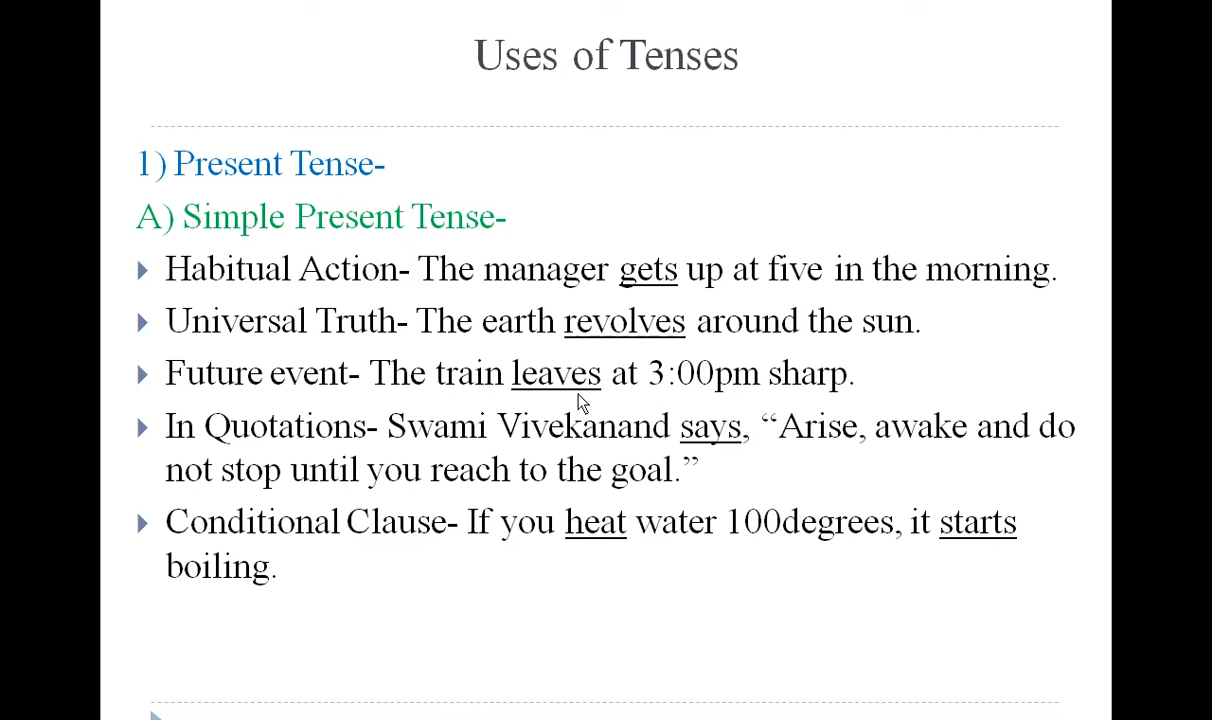 Uses of Tenses
1) Present Tense-
A) Simple Present Tense-
Habitual Action- The manager gets up at five in the morning.
Universal Truth- The earth revolves around the sun.
Future event- The train leaves at 3:00pm sharp.
In Quotations- Swami Vivekanand says, “Arise, awake and do
not stop until you reach to the goal.”
Conditional Clause- If you heat water 100degrees, it starts
boiling.